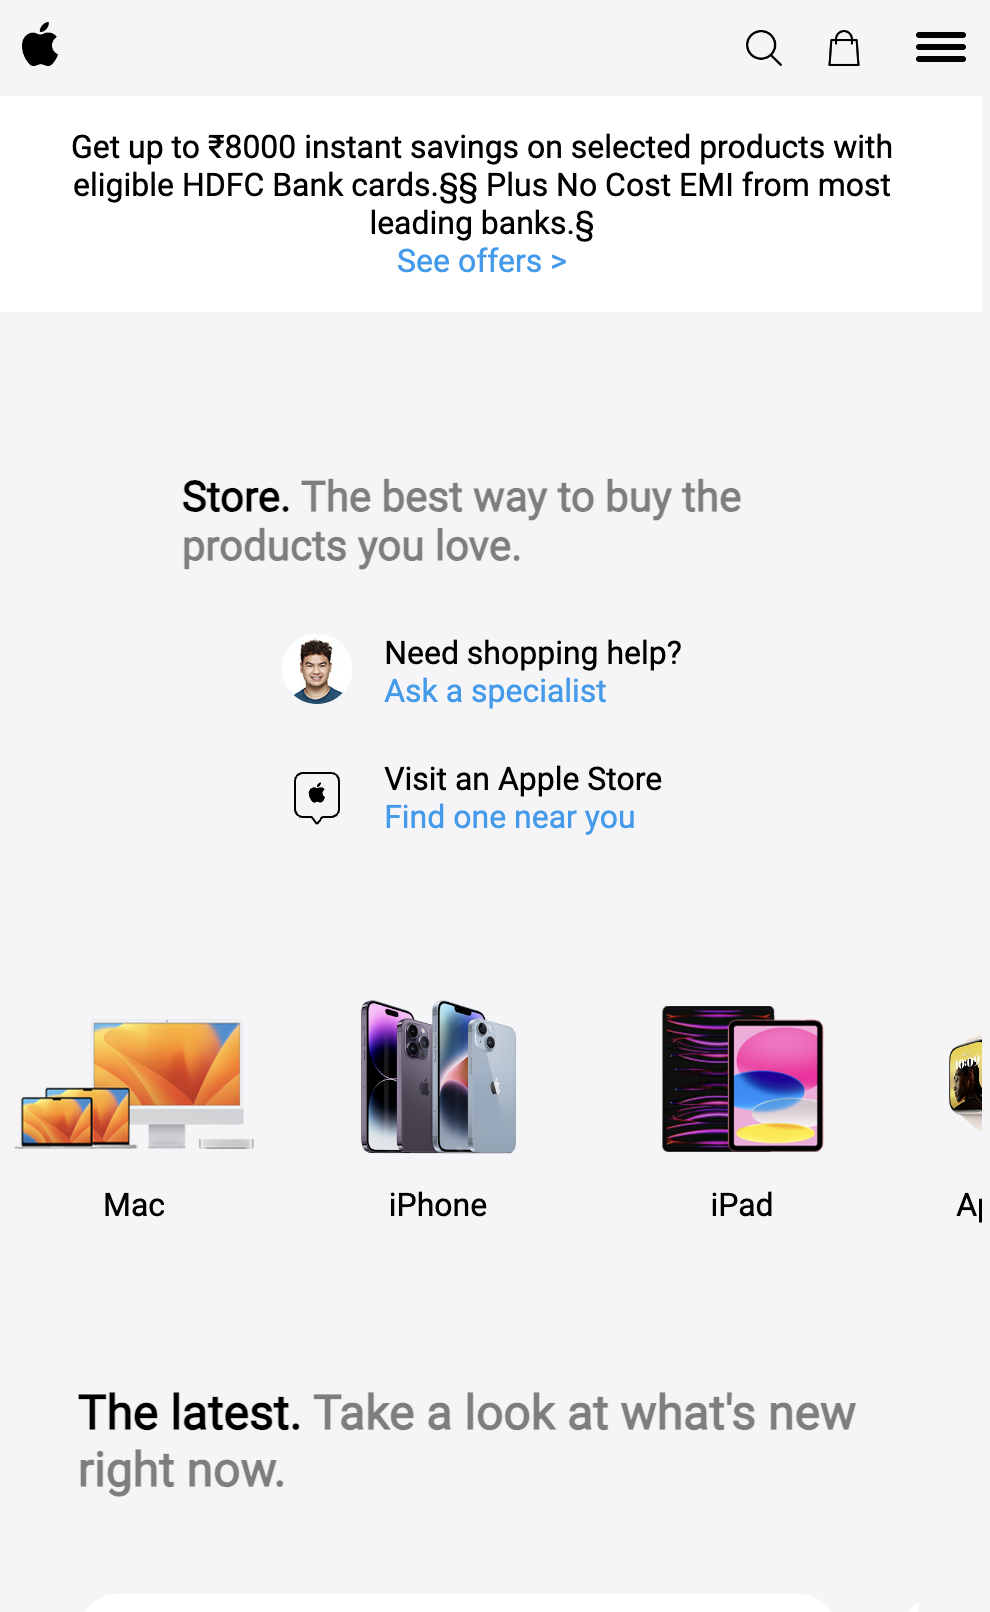 Get up to ₹8000 instant savings on selected products with
eligible HDFC Bank cards.§§ Plus No Cost EMI from most
leading banks.§
See offers >
Store. The best way to buy the
products you love.
Need shopping help?
Ask a specialist
Visit an Apple Store
Find one near you
Mac
iPhone
iPad
The latest. Take a look at what's new
right now.